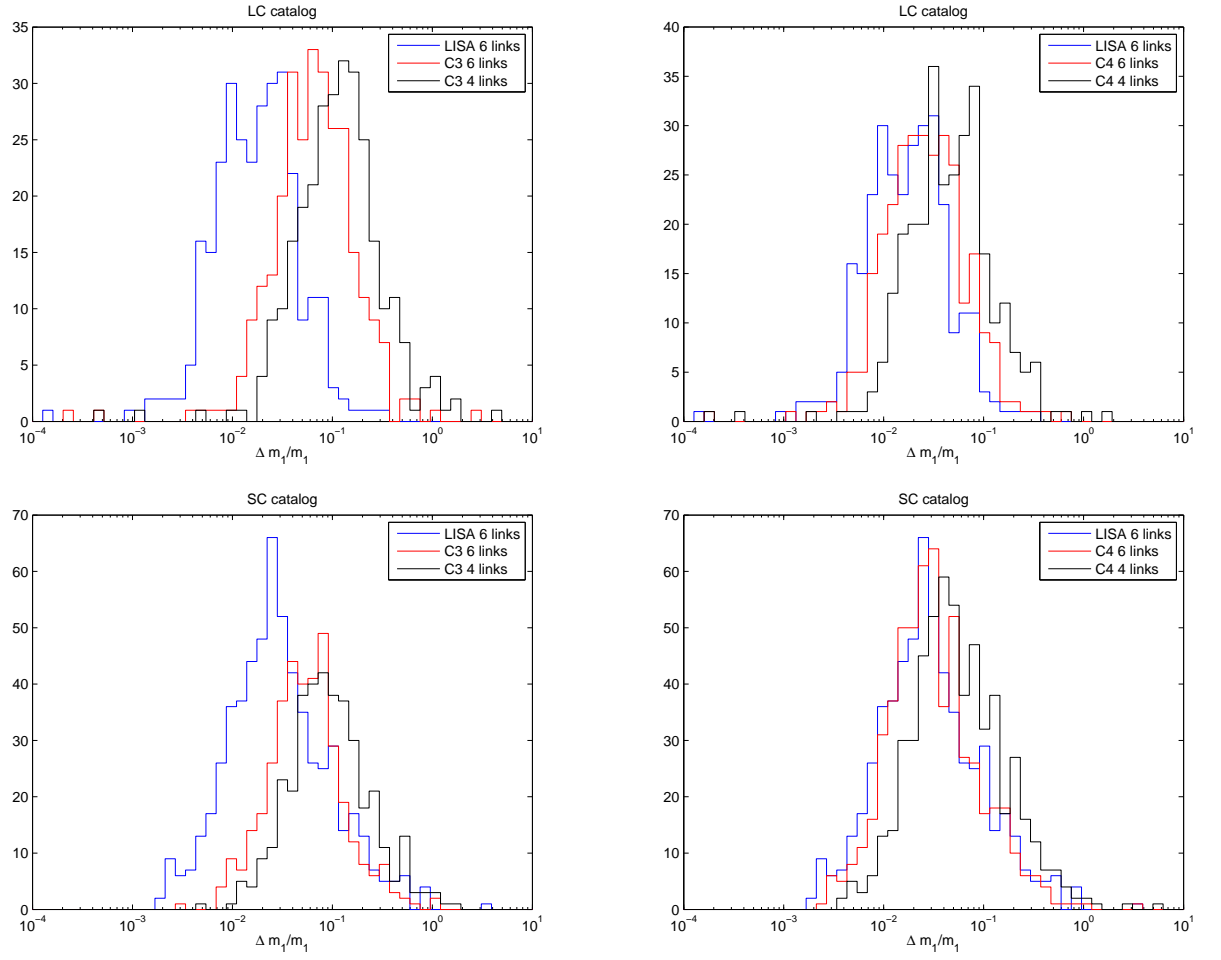 LC catalog
35
30
25
20
15
10
5
0
LISA 6 links
C3 6 links
C3 4 links
10^-4
10^-3
10^-2
10^-1
10^0
10^1
Δ m_1/m_1
LC catalog
40
35
30
25
20
15
10
5
0
LISA 6 links
C4 6 links
C4 4 links
10^-4
10^-3
10^-2
10^-1
10^0
10^1
Δ m_1/m_1
SC catalog
70
60
50
40
30
20
10
0
LISA 6 links
C3 6 links
C3 4 links
10^-4
10^-3
10^-2
10^-1
10^0
10^1
Δ m_1/m_1
SC catalog
70
60
50
40
30
20
10
0
LISA 6 links
C4 6 links
C4 4 links
10^-4
10^-3
10^-2
10^-1
10^0
10^1
Δ m_1/m_1